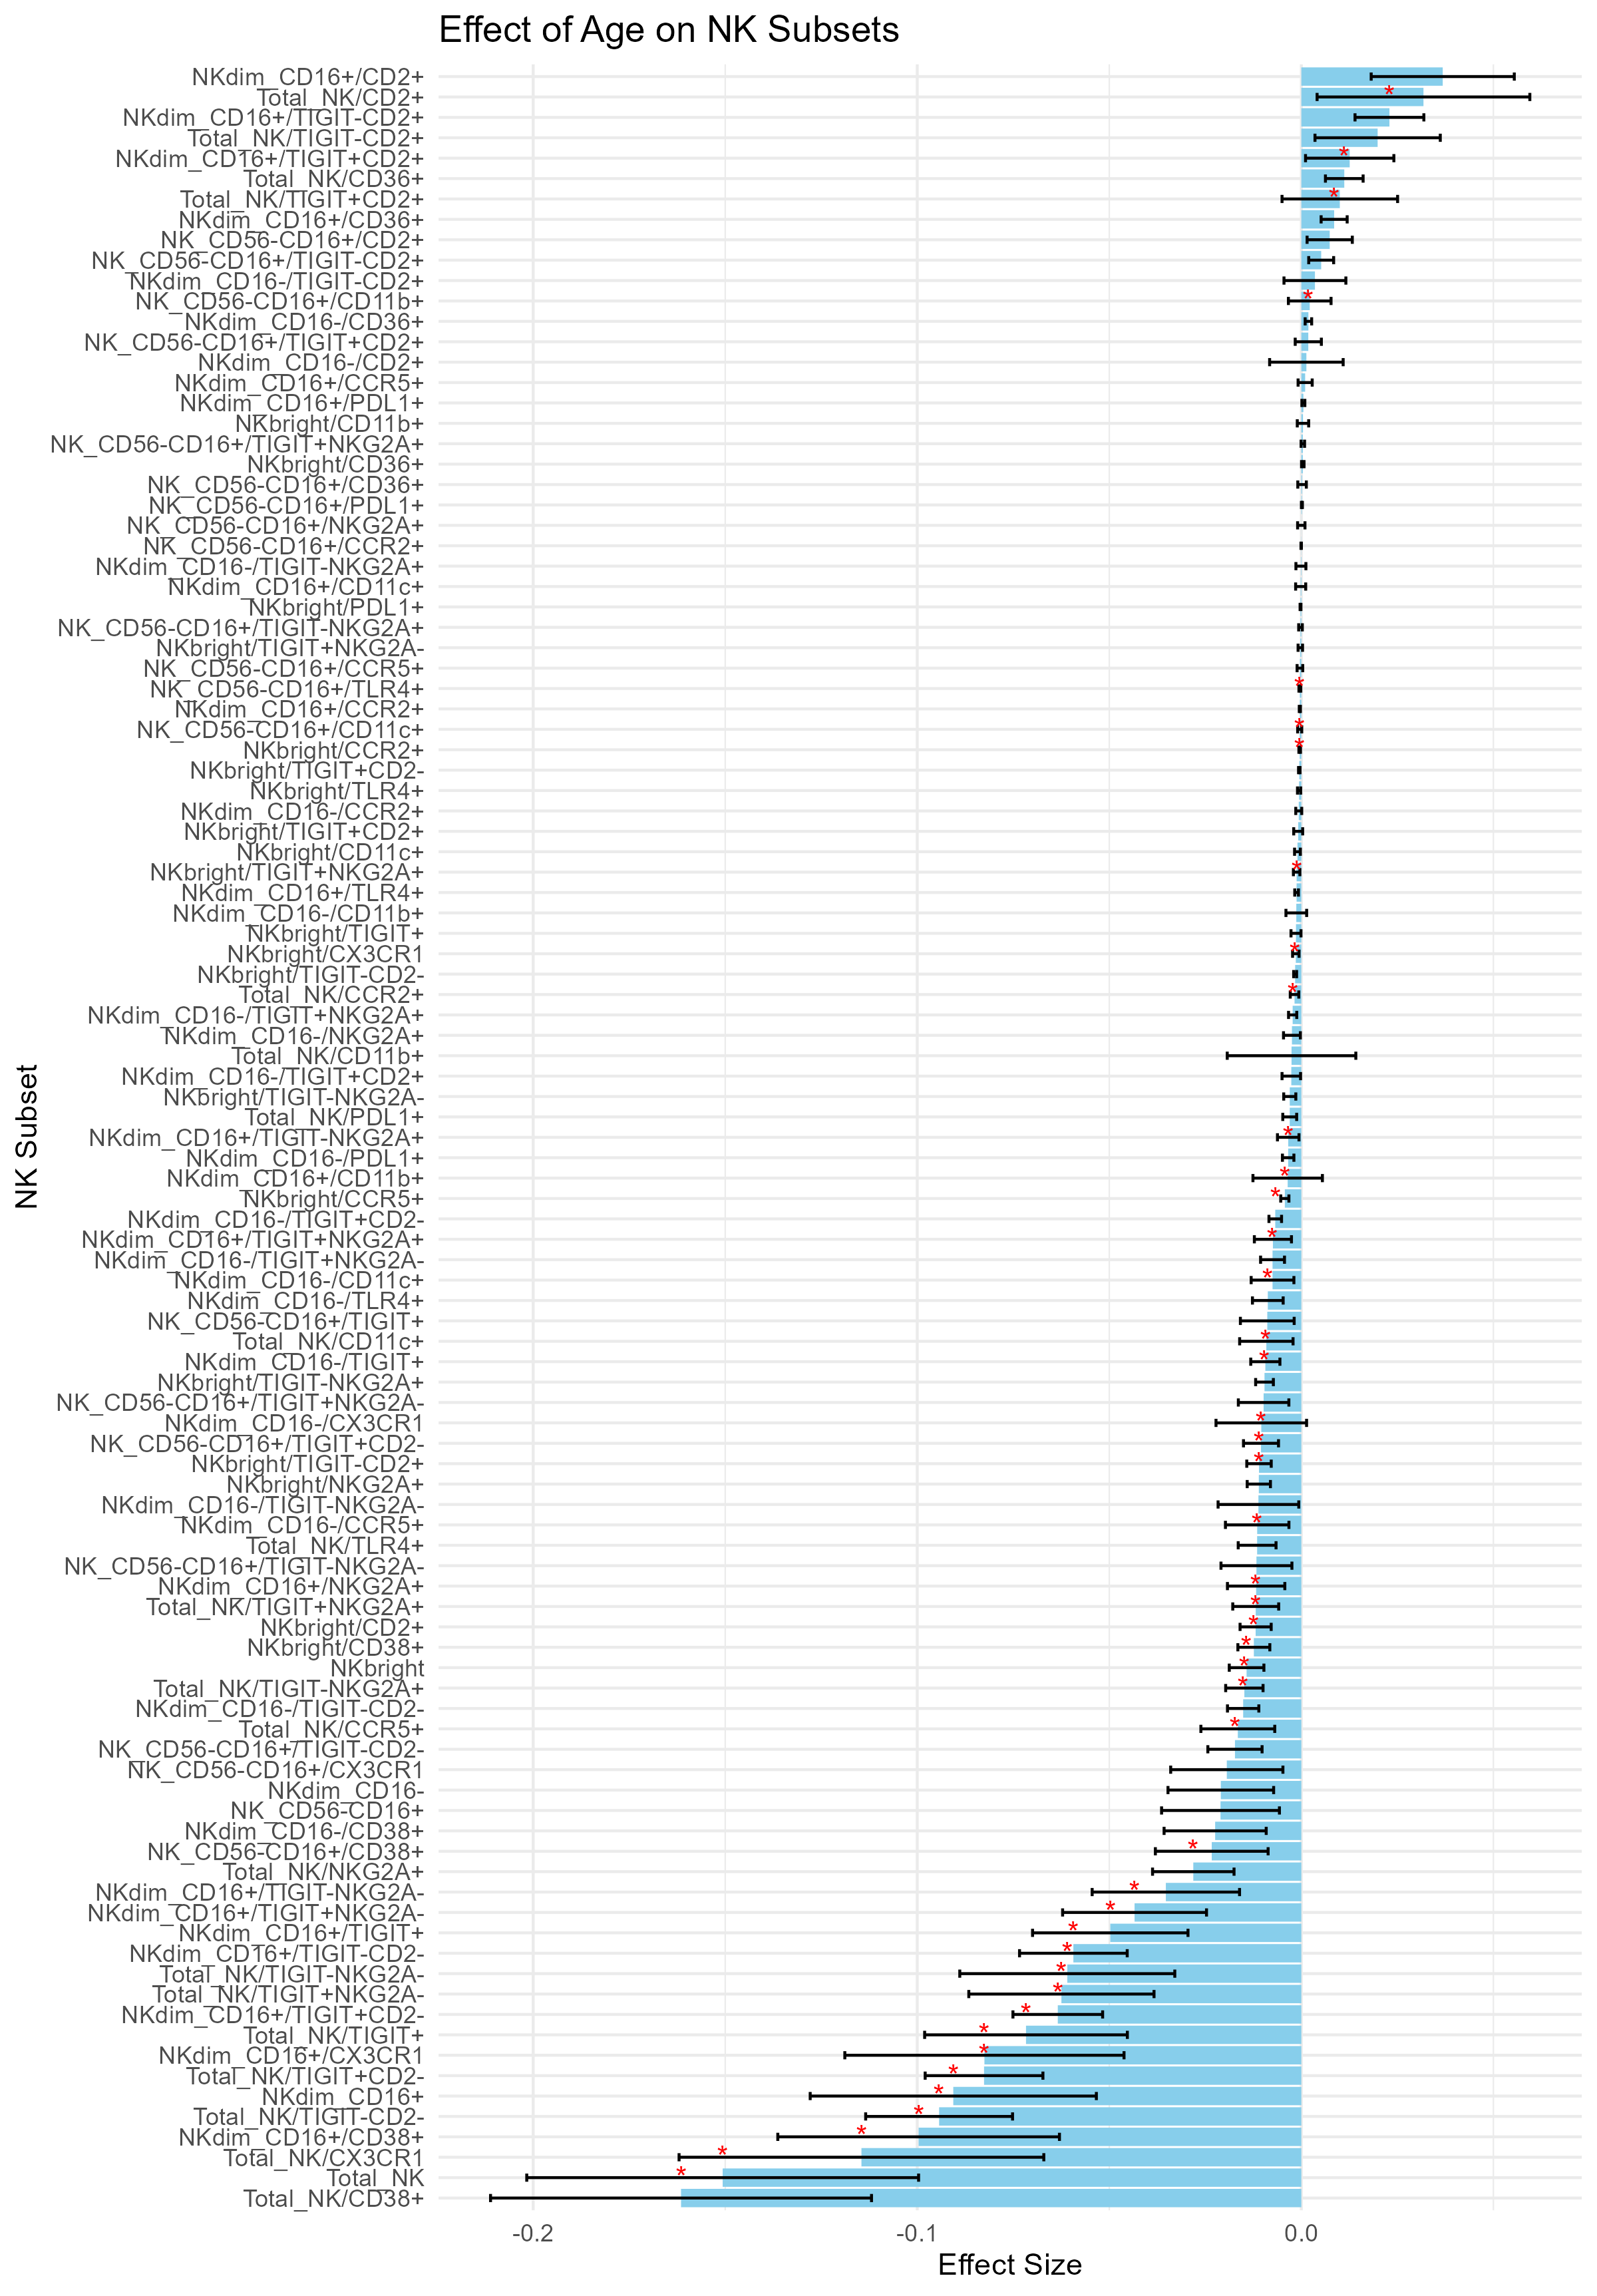 Effect of Age on NK Subsets
NKdim_CD16+/CD2+
Total_NK/CD2+
NKdim_CD16+/TIGIT-CD2+
Total_NK/TIGIT-CD2+
NKdim_CD16+/TIGIT+CD2+
Total_NK/CD36+
Total_NK/TIGIT+CD2+
NKdim_CD16+/CD36+
NK_CD56-CD16+/CD2+
NK_CD56-CD16+/TIGIT-CD2+
NKdim_CD16-/TIGIT-CD2+
NK_CD56-CD16+/CD11b+
NKdim_CD16-/CD36+
NK_CD56-CD16+/TIGIT+CD2+
NKdim_CD16-/CD2+
NKdim_CD16+/CCR5+
NKdim_CD16+/PDL1+
NKbright/CD11b+
NK_CD56-CD16+/TIGIT+NKG2A+
NKbright/CD36+
NK_CD56-CD16+/CD36+
NK_CD56-CD16+/PDL1+
NK_CD56-CD16+/NKG2A+
NK_CD56-CD16+/CCR2+
NKdim_CD16-/TIGIT-NKG2A+
NKdim_CD16+/CD11c+
NKbright/PDL1+
NK_CD56-CD16+/TIGIT-NKG2A+
NKbright/TIGIT+NKG2A-
NK_CD56-CD16+/CCR5+
NK_CD56-CD16+/TLR4+
NKdim_CD16+/CCR2+
NK_CD56-CD16+/CD11c+
NKbright/CCR2+
NKbright/TIGIT+CD2-
NKbright/TLR4+
NKdim_CD16-/CCR2+
NKbright/TIGIT+CD2+
NKbright/CD11c+
NKbright/TIGIT+NKG2A+
NKdim_CD16+/TLR4+
NKdim_CD16-/CD11b+
NKbright/TIGIT+
NKbright/CX3CR1
NKbright/TIGIT-CD2-
Total_NK/CCR2+
NKdim_CD16-/TIGIT+NKG2A+
NKdim_CD16-/NKG2A+
Total_NK/CD11b+
NKdim_CD16-/TIGIT+CD2+
NKbright/TIGIT-NKG2A-
Total_NK/PDL1+
NKdim_CD16+/TIGIT-NKG2A+
NKdim_CD16-/PDL1+
NKdim_CD16+/CD11b+
NKbright/CCR5+
NKdim_CD16-/TIGIT+CD2-
NKdim_CD16+/TIGIT+NKG2A+
NKdim_CD16-/TIGIT+NKG2A-
NKdim_CD16-/CD11c+
NKdim_CD16-/TLR4+
NK_CD56-CD16+/TIGIT+
Total_NK/CD11c+
NKdim_CD16-/TIGIT+
NKbright/TIGIT-NKG2A+
NK_CD56-CD16+/TIGIT+NKG2A-
NKdim_CD16-/CX3CR1
NK_CD56-CD16+/TIGIT+CD2-
NKbright/TIGIT-CD2+
NKbright/NKG2A+
NKdim_CD16-/TIGIT-NKG2A-
NKdim_CD16-/CCR5+
Total_NK/TLR4+
NK_CD56-CD16+/TIGIT-NKG2A-
NKdim_CD16+/NKG2A+
Total_NK/TIGIT+NKG2A+
NKbright/CD2+
NKbright/CD38+
NKbright
Total_NK/TIGIT-NKG2A+
NKdim_CD16-/TIGIT-CD2-
Total_NK/CCR5+
NK_CD56-CD16+/TIGIT-CD2-
NK_CD56-CD16+/CX3CR1
NKdim_CD16-
NK_CD56-CD16+
NKdim_CD16-/CD38+
NK_CD56-CD16+/CD38+
Total_NK/NKG2A+
NKdim_CD16+/TIGIT-NKG2A-
NKdim_CD16+/TIGIT+NKG2A-
NKdim_CD16+/TIGIT+
NKdim_CD16+/TIGIT-CD2-
Total_NK/TIGIT-NKG2A-
Total_NK/TIGIT+NKG2A-
NKdim_CD16+/TIGIT+CD2-
Total_NK/TIGIT+
NKdim_CD16+/CX3CR1
Total_NK/TIGIT+CD2-
NKdim_CD16+
Total_NK/TIGIT-CD2-
NKdim_CD16+/CD38+
Total_NK/CX3CR1
Total_NK
Total_NK/CD38+
NK Subset
-0.2 -0.1 0.0
Effect Size